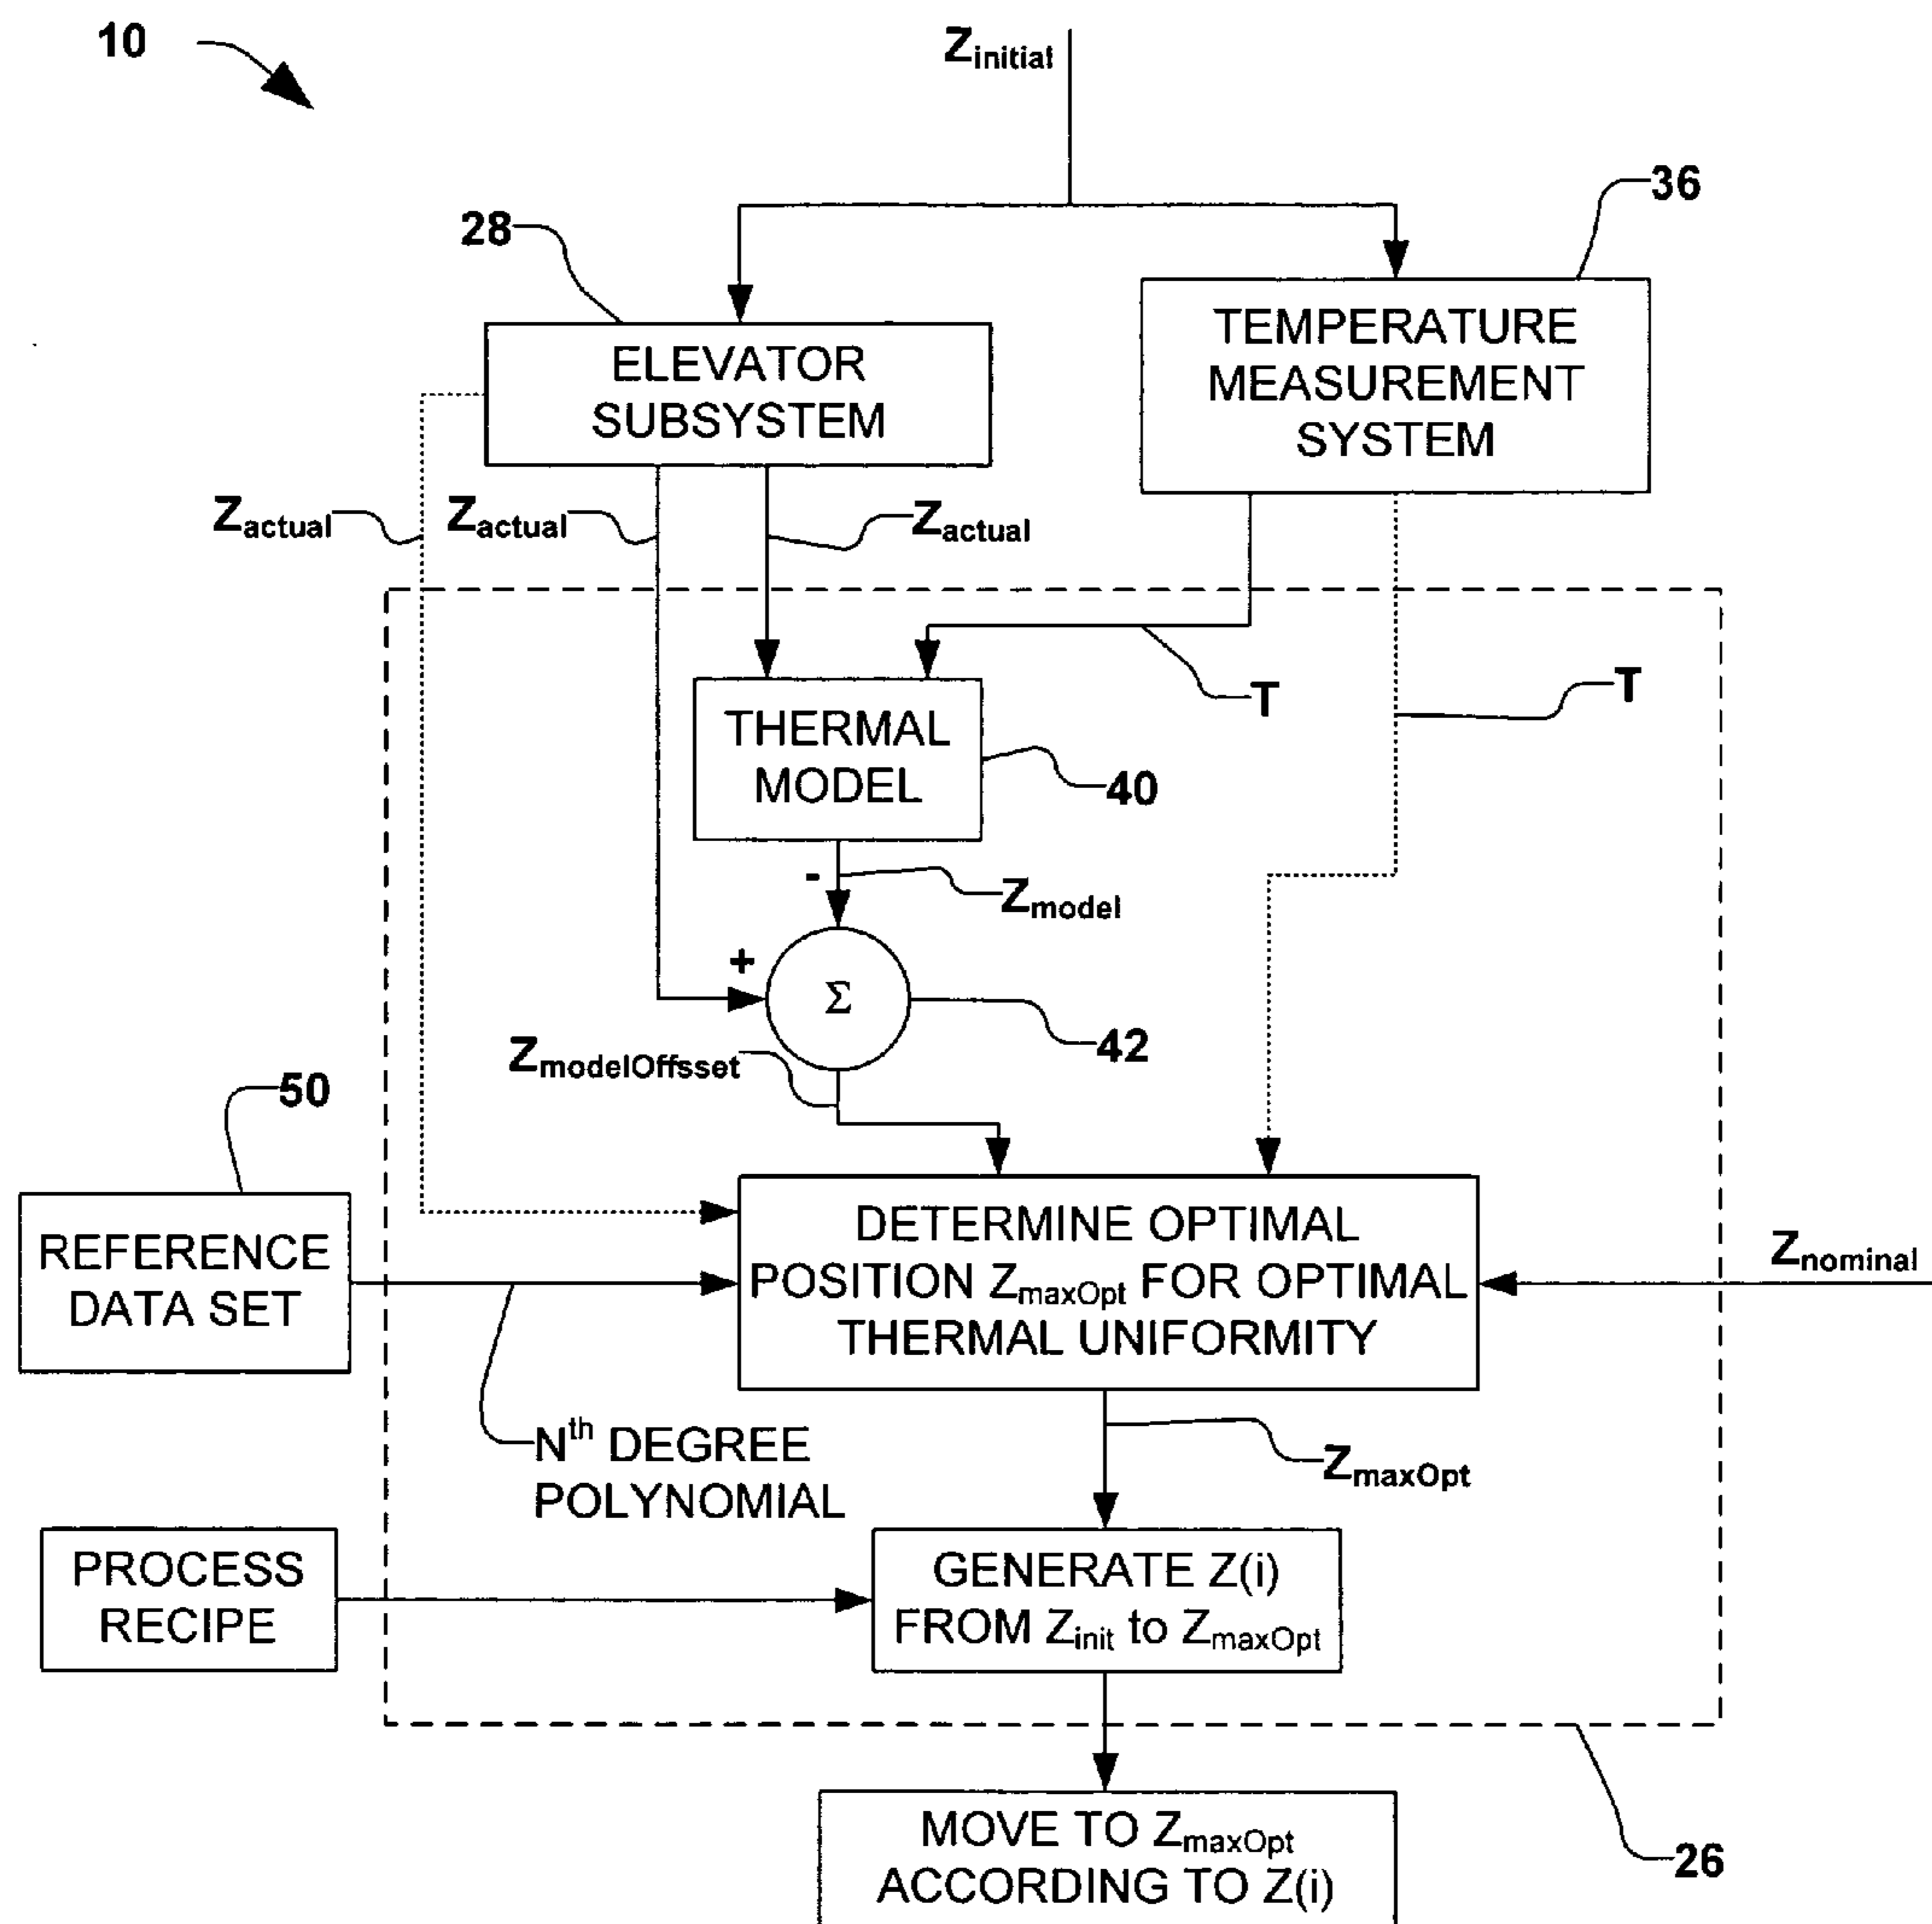 10
Zinitial
36
28
ELEVATOR
SUBSYSTEM
TEMPERATURE
MEASUREMENT
SYSTEM
Zactual
Zactual
Zactual
T
T
THERMAL
MODEL
40
-
Zmodel
+
Σ
42
ZmodelOffsset
50
REFERENCE
DATA SET
DETERMINE OPTIMAL
POSITION ZmaxOpt FOR OPTIMAL
THERMAL UNIFORMITY
Znominal
Nth DEGREE
POLYNOMIAL
ZmaxOpt
PROCESS
RECIPE
GENERATE Z(i)
FROM Zinit to ZmaxOpt
MOVE TO ZmaxOpt
ACCORDING TO Z(i)
26